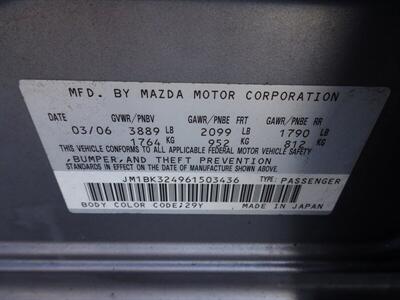 MFD. BY MAZDA MOTOR CORPORATION
DATE GVWR/PNBV GAWR/PNBE FRT GAWR/PNBE RR
03/06 3889 LB 2099 LB 1790 LB
1764 KG 952 KG 812 KG
THIS VEHICLE CONFORMS TO ALL APPLICABLE FEDERAL MOTOR VEHICLE SAFETY
,BUMPER,AND THEFT PREVENTION
STANDARDS IN EFFECT ON THE DATE OF MANUFACTURE SHOWN ABOVE.
JM1BK324961503436 TYPE: PASSENGER
BODY COLOR CODE:29Y MADE IN JAPAN